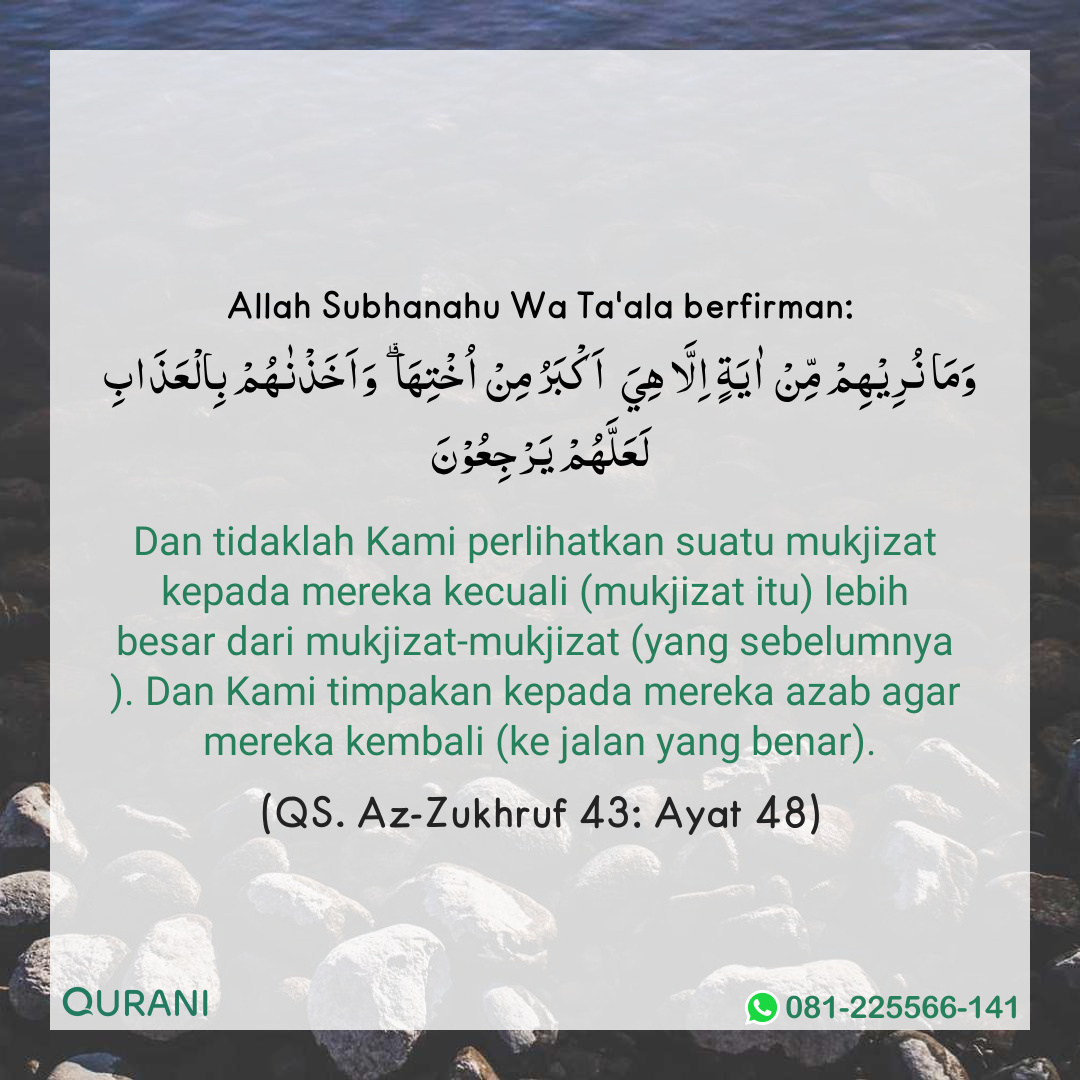 Allah Subhanahu Wa Ta'ala berfirman:
وَمَا نُرِيْهِمْ مِّنْ اٰيَةٍ اِلَّا هِيَ اَكْبَرُ مِنْ اُخْتِهَاۗ وَاَخَذْنٰهُمْ بِالْعَذَابِ
لَعَلَّهُمْ يَرْجِعُوْنَ
Dan tidaklah Kami perlihatkan suatu mukjizat
kepada mereka kecuali (mukjizat itu) lebih
besar dari mukjizat-mukjizat (yang sebelumnya
). Dan Kami timpakan kepada mereka azab agar
mereka kembali (ke jalan yang benar).
(QS. Az-Zukhruf 43: Ayat 48)
QURANI
081-225566-141